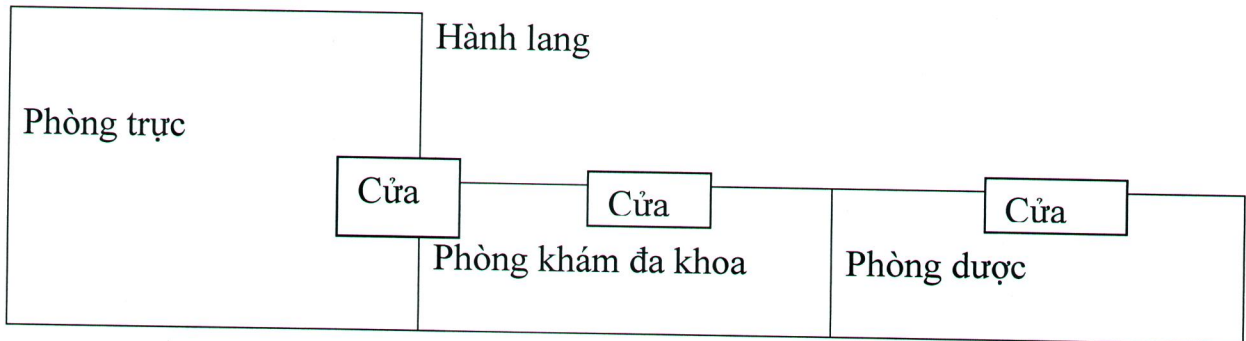 Hành lang
Phòng trực
Cửa
Cửa
Cửa
Phòng khám đa khoa
Phòng dược